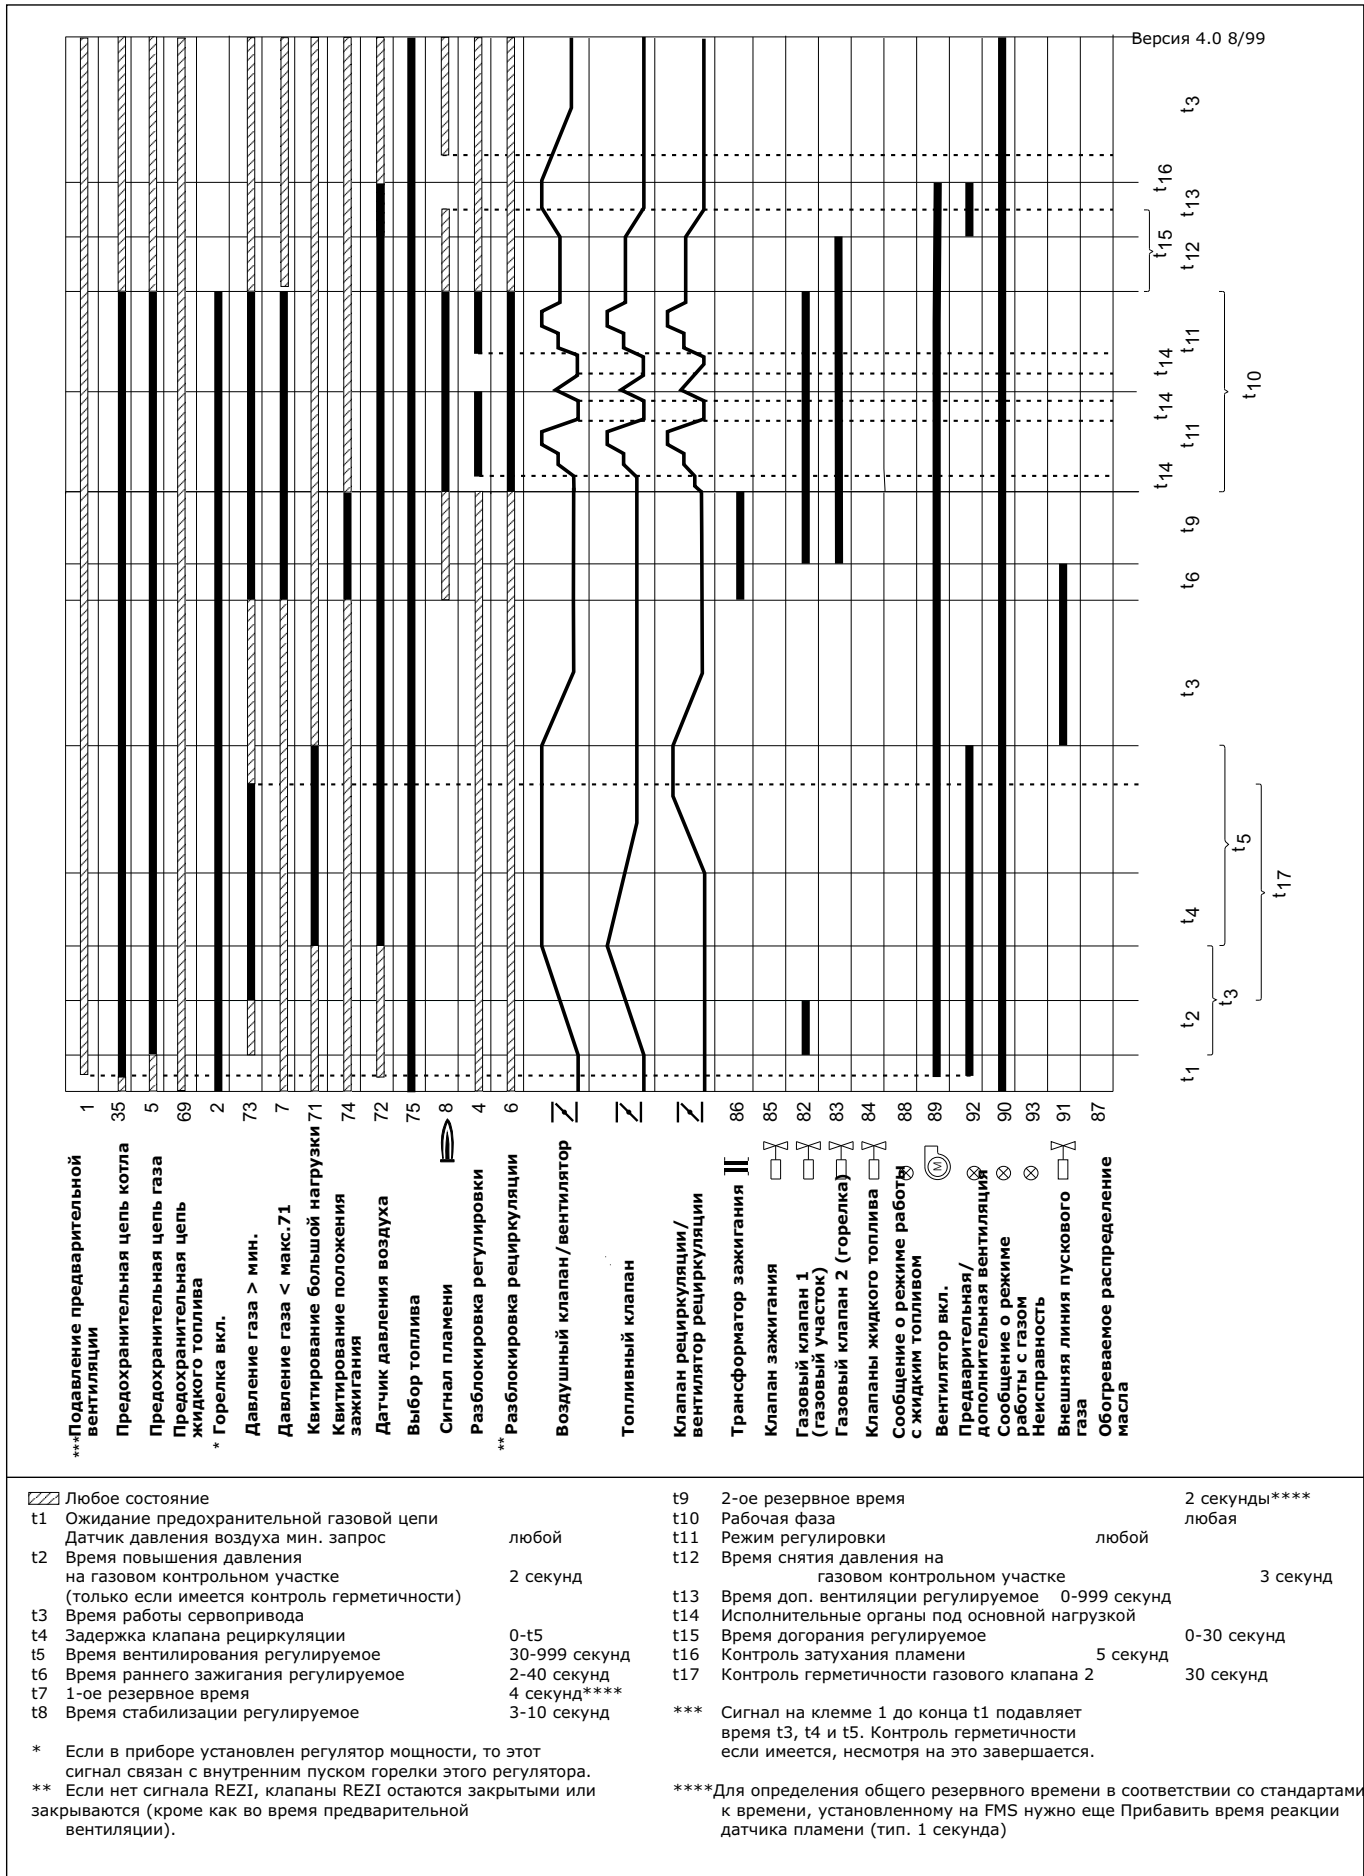 Версия 4.0 8/99
t3
t16
t13
t15
t12
t11
t14
t10
t14
t11
t14
t9
t6
t3
t5
t17
t4
t3
t2
t1
1
35
5
69
2
73
7
71
74
72
75
8
4
6
86
85
82
83
84
88
89
92
90
93
91
87
***Подавление предварительной
вентиляции
Предохранительная цепь котла
Предохранительная цепь газа
Предохранительная цепь
жидкого топлива
* Горелка вкл.
Давление газа > мин.
Давление газа < макс.71
Квитирование большой нагрузки
Квитирование положения
зажигания
Датчик давления воздуха
Выбор топлива
Сигнал пламени
Разблокировка регулировки
** Разблокировка рециркуляции
Воздушный клапан/вентилятор
Топливный клапан
Клапан рециркуляции/
вентилятор рециркуляции
Трансформатор зажигания
Клапан зажигания
Газовый клапан 1
(газовый участок)
Газовый клапан 2 (горелка)
Клапаны жидкого топлива
Сообщение о режиме работы
с жидким топливом
Вентилятор вкл.
M
Предварительная/
дополнительная вентиляция
Сообщение о режиме
работы с газом
Неисправность
Внешняя линия пускового
газа
Обогреваемое распределение
масла
Любое состояние
t1 Ожидание предохранительной газовой цепи
Датчик давления воздуха мин. запрос любой
t2 Время повышения давления
на газовом контрольном участке 2 секунд
(только если имеется контроль герметичности)
t3 Время работы сервопривода
t4 Задержка клапана рециркуляции 0-t5
t5 Время вентилирования регулируемое 30-999 секунд
t6 Время раннего зажигания регулируемое 2-40 секунд
t7 1-ое резервное время 4 секунд****
t8 Время стабилизации регулируемое 3-10 секунд
* Если в приборе установлен регулятор мощности, то этот
сигнал связан с внутренним пуском горелки этого регулятора.
** Если нет сигнала REZI, клапаны REZI остаются закрытыми или
закрываются (кроме как во время предварительной
вентиляции).
t9 2-ое резервное время 2 секунды****
t10 Рабочая фаза любая
t11 Режим регулировки любой
t12 Время снятия давления на
газовом контрольном участке 3 секунд
t13 Время доп. вентиляции регулируемое 0-999 секунд
t14 Исполнительные органы под основной нагрузкой
t15 Время догорания регулируемое 0-30 секунд
t16 Контроль затухания пламени 5 секунд
t17 Контроль герметичности газового клапана 2 30 секунд
*** Сигнал на клемме 1 до конца t1 подавляет
время t3, t4 и t5. Контроль герметичности
если имеется, несмотря на это завершается.
****Для определения общего резервного времени в соответствии со стандартами
к времени, установленному на FMS нужно еще Прибавить время реакции
датчика пламени (тип. 1 секунда)